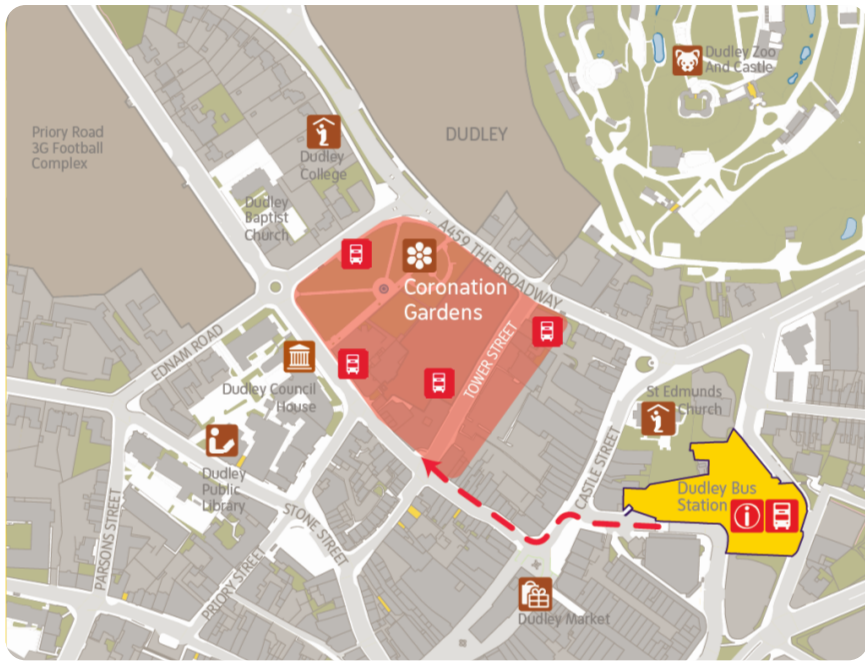 Dudley Zoo
And Castle
Priory Road
3G Football
Complex
DUDLEY
Dudley
College
Dudley
Baptist
Church
A459 THE BROADWAY
Coronation
Gardens
EDNAM ROAD
TOWER STREET
Dudley Council
House
St Edmunds
Church
CASTLE STREET
Dudley
Public
Library
Dudley Bus
Station
i
STONE STREET
PARSONS STREET
PRIORY STREET
Dudley Market